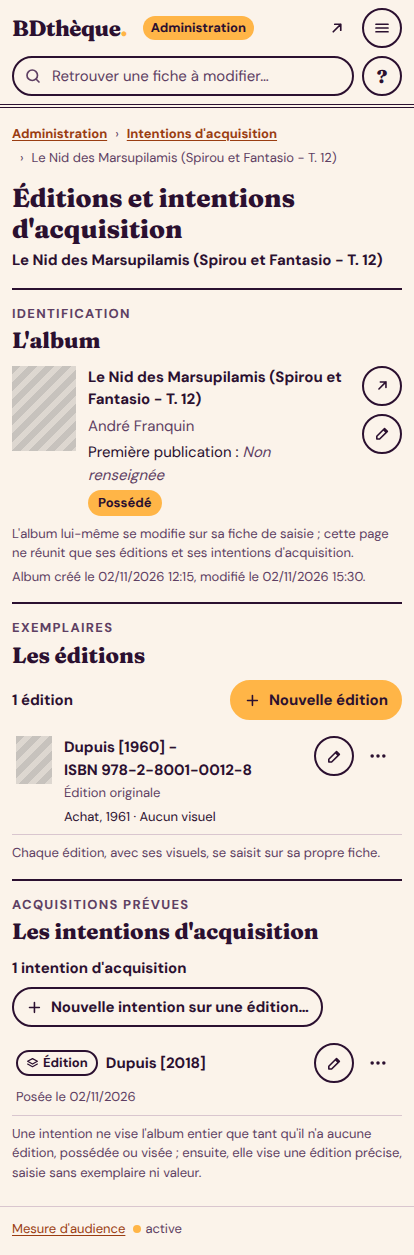 BDthèque. Administration
Retrouver une fiche à modifier... ?
Administration › Intentions d'acquisition
› Le Nid des Marsupilamis (Spirou et Fantasio - T. 12)
Éditions et intentions
d'acquisition
Le Nid des Marsupilamis (Spirou et Fantasio - T. 12)
IDENTIFICATION
L'album
Le Nid des Marsupilamis (Spirou et
Fantasio - T. 12)
André Franquin
Première publication : Non
renseignée
Possédé
L'album lui-même se modifie sur sa fiche de saisie ; cette page
ne réunit que ses éditions et ses intentions d'acquisition.
Album créé le 02/11/2026 12:15, modifié le 02/11/2026 15:30.
EXEMPLAIRES
Les éditions
1 édition
+ Nouvelle édition
Dupuis [1960] -
ISBN 978-2-8001-0012-8
Édition originale
Achat, 1961 · Aucun visuel
Chaque édition, avec ses visuels, se saisit sur sa propre fiche.
ACQUISITIONS PRÉVUES
Les intentions d'acquisition
1 intention d'acquisition
+ Nouvelle intention sur une édition...
Édition Dupuis [2018]
Posée le 02/11/2026
Une intention ne vise l'album entier que tant qu'il n'a aucune
édition, possédée ou visée ; ensuite, elle vise une édition précise,
saisie sans exemplaire ni valeur.
Mesure d'audience active